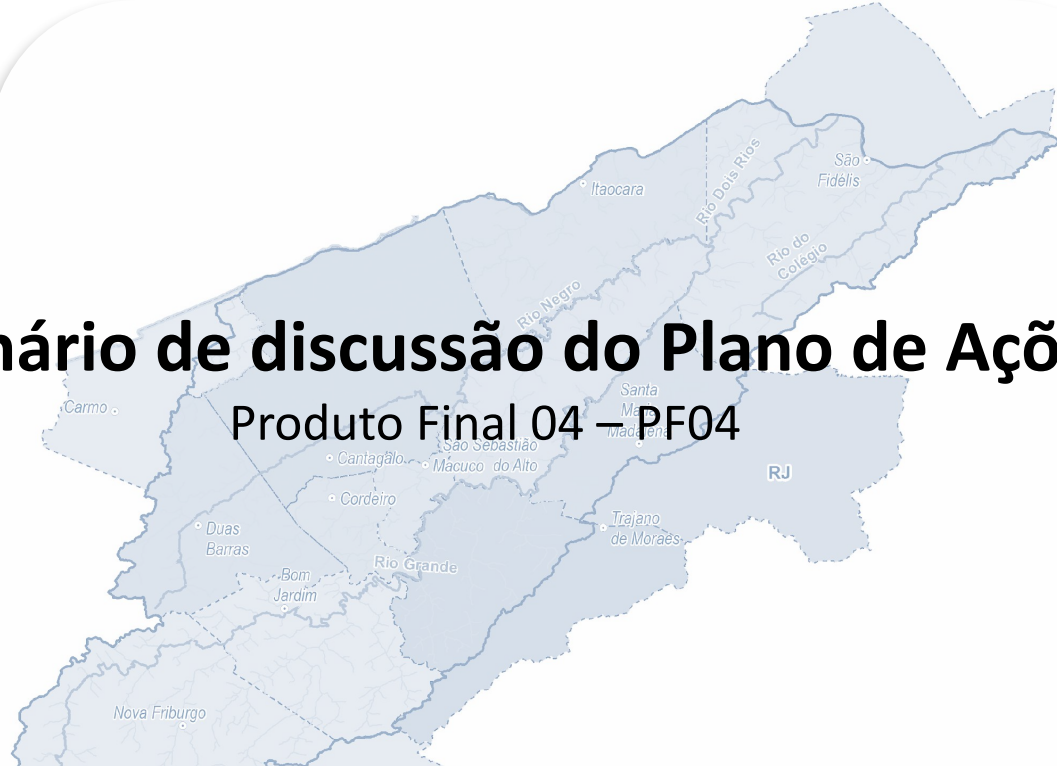 Itaocara
Rio Dois Rios
São
Fidélis
Rio do
Colégio
Rio Negro
nário de discussão do Plano de Açõ
Produto Final 04 – PF04
Carmo
Santa
Maria
Madalena
São Sebastião
do Alto
Cantagalo
Macuco
RJ
Cordeiro
Duas
Barras
Trajano
de Moraes
Rio Grande
Bom
Jardim
Nova Friburgo